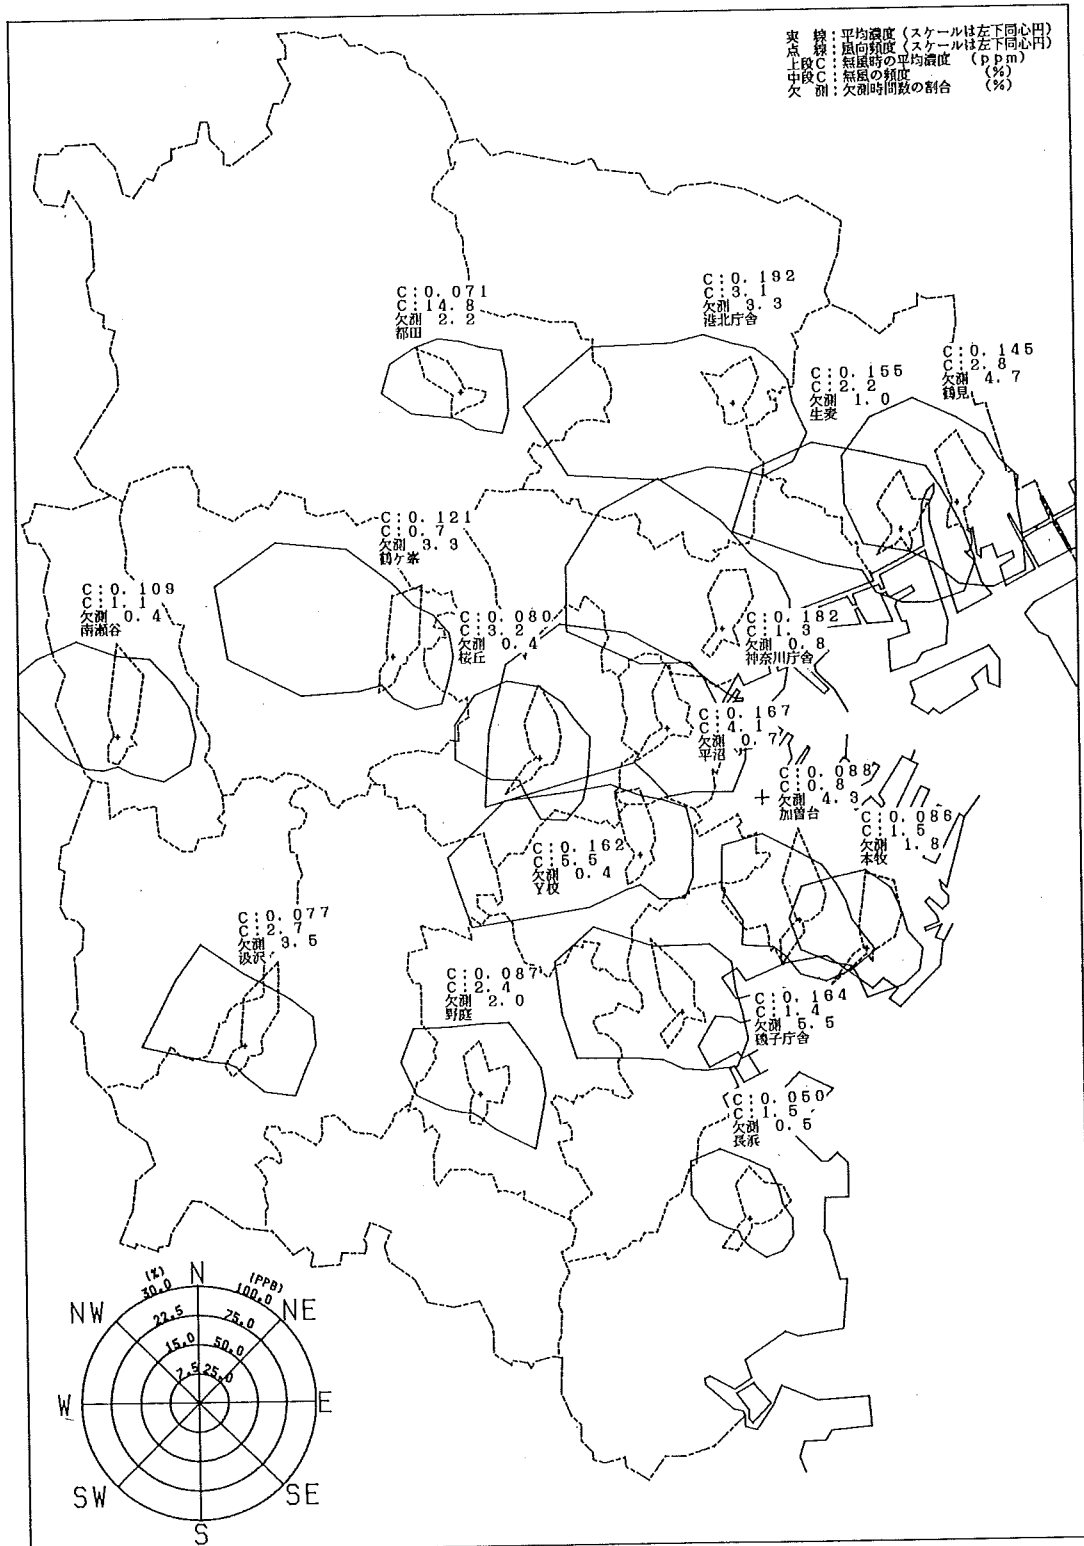 実線：平均濃度（スケールは左下同心円）
点線：風向頻度（スケールは左下同心円）
上段C：無風時の平均濃度 (ppm)
中段C：無風の頻度 (%)
欠測：欠測時間数の割合 (%)
C:0.071
C:14.8
欠測 2.2
都田
C:0.192
C:3.1
欠測 3.3
港北庁舎
C:0.155
C:2.2
欠測 1.0
生麦
C:0.145
C:2.8
欠測 4.7
鶴見
C:0.121
C:0.7
欠測 3.3
鶴ケ峯
C:0.109
C:1.1
欠測 0.4
南瀬谷
C:0.080
C:3.2
欠測 0.4
桜丘
C:0.182
C:1.3
欠測 0.8
神奈川庁舎
C:0.167
C:4.1
欠測 0.7
平沼
C:0.088
C:0.8
欠測 4.3
加曽台
C:0.086
C:1.5
欠測 1.8
本牧
C:0.162
C:5.5
欠測 0.4
Y校
C:0.077
C:2.7
欠測 3.5
汲沢
C:0.087
C:2.4
欠測 2.0
野庭
C:0.164
C:1.4
欠測 5.5
磯子庁舎
C:0.050
C:1.5
欠測 0.5
長浜
(%) N (PPB)
30.0 100.0
NW 22.5 75.0 NE
15.0 50.0
7.5 25.0
W E
SW SE
S